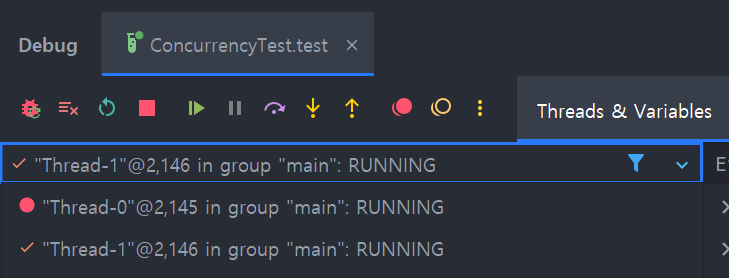 Debug ConcurrencyTest.test
Threads & Variables
"Thread-1"@2,146 in group "main": RUNNING
"Thread-0"@2,145 in group "main": RUNNING
"Thread-1"@2,146 in group "main": RUNNING